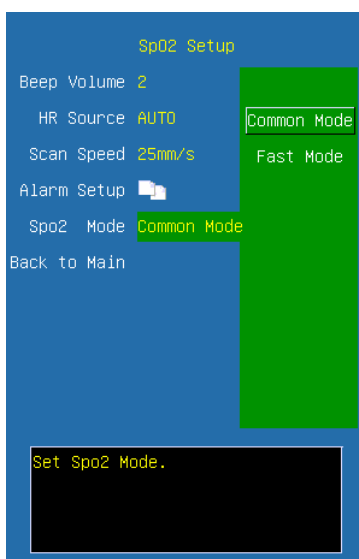 SpO2 Setup
Beep Volume 2
HR Source AUTO Common Mode
Scan Speed 25mm/s Fast Mode
Alarm Setup
Spo2 Mode Common Mode
Back to Main
Set Spo2 Mode.